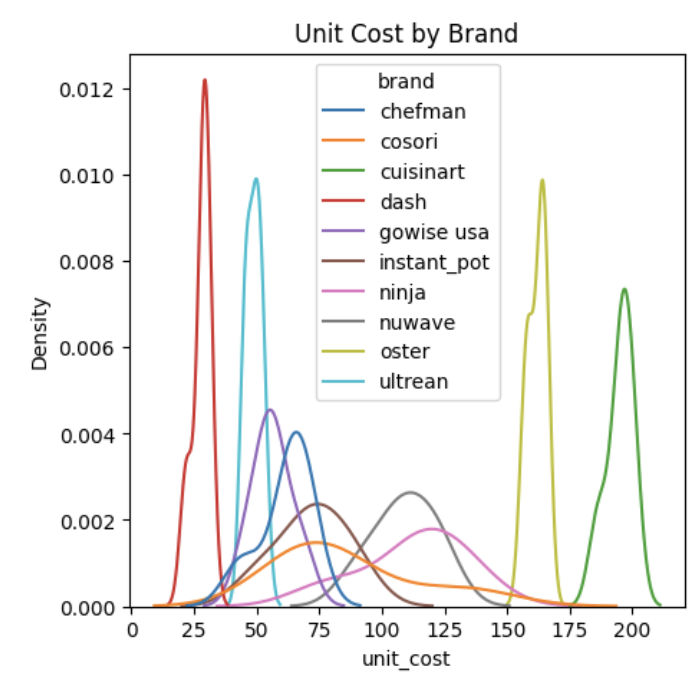 Unit Cost by Brand
brand
chefman
cosori
cuisinart
dash
gowise usa
instant_pot
ninja
nuwave
oster
ultrean
Density
0.012
0.010
0.008
0.006
0.004
0.002
0.000
0 25 50 75 100 125 150 175 200
unit_cost